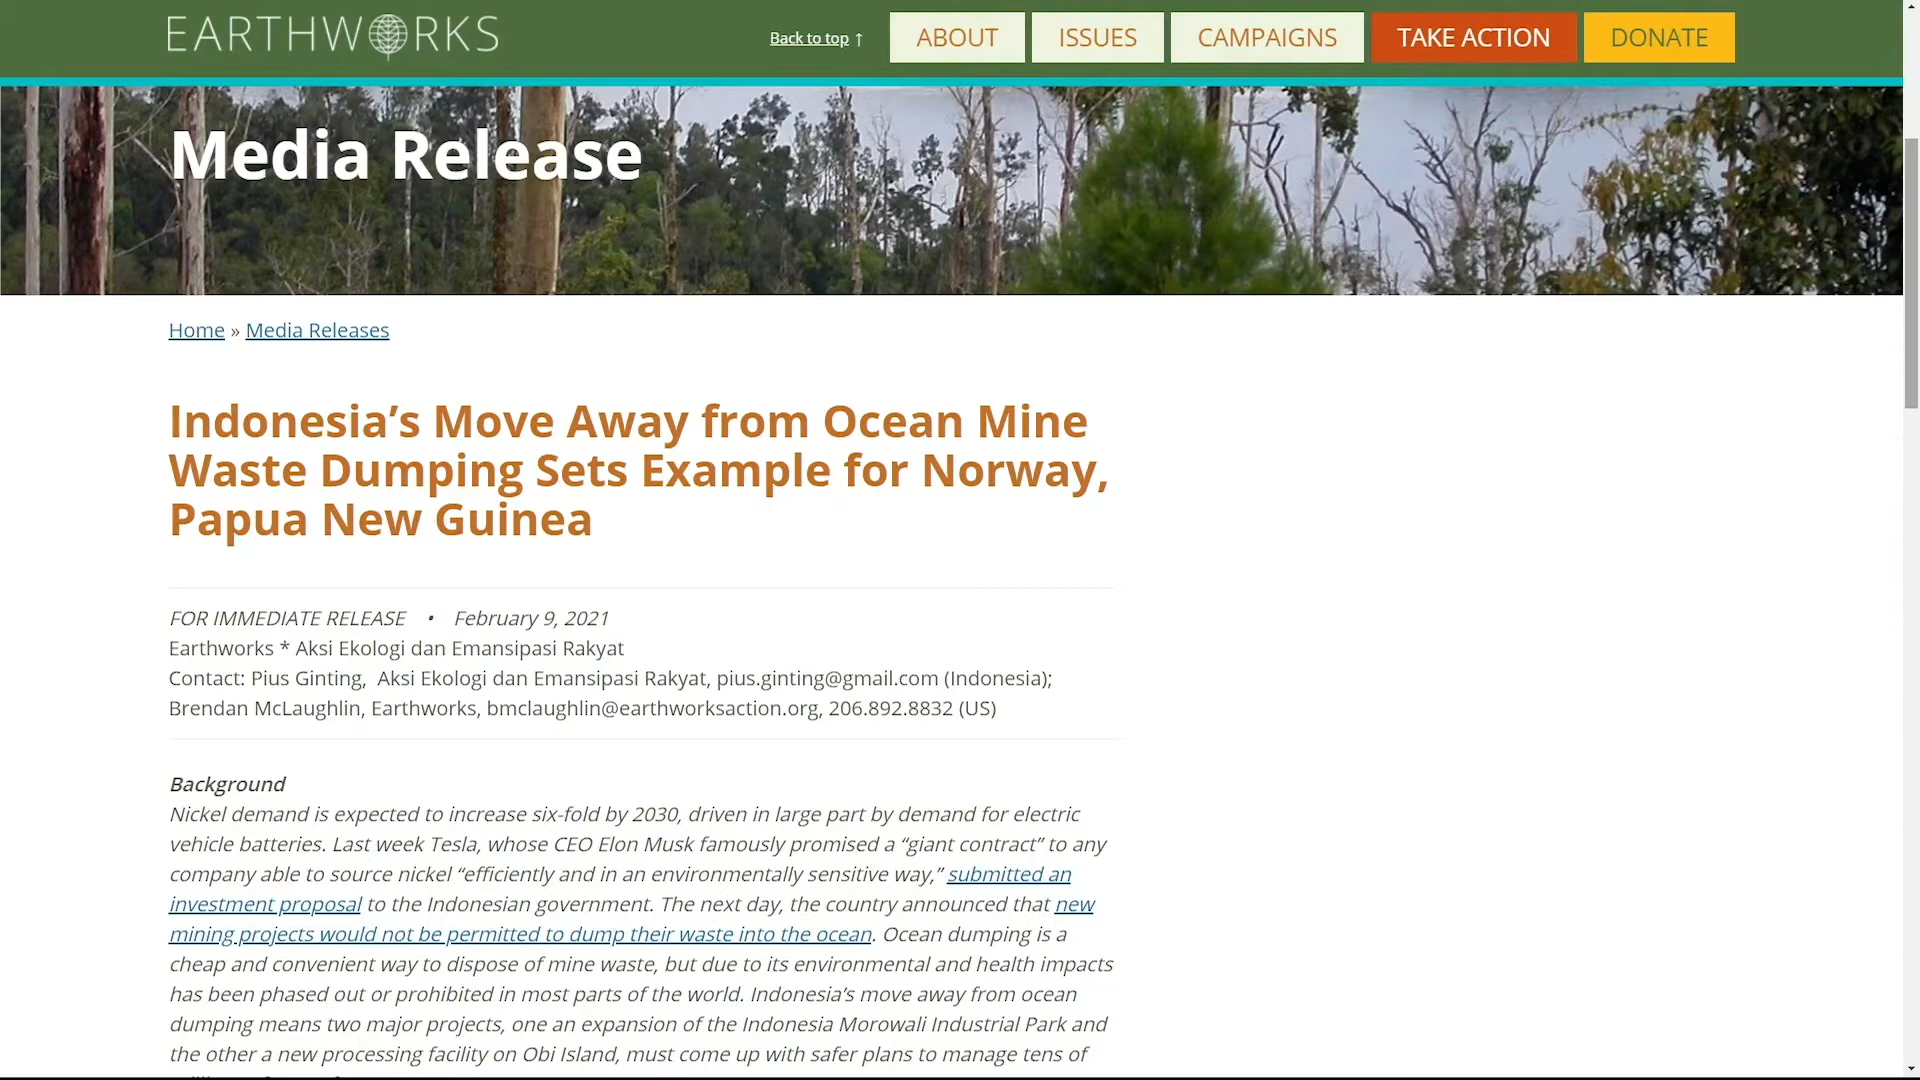 EARTHWORKS
Back to top ↑
ABOUT
ISSUES
CAMPAIGNS
TAKE ACTION
DONATE
Media Release
Home » Media Releases
Indonesia’s Move Away from Ocean Mine
Waste Dumping Sets Example for Norway,
Papua New Guinea
FOR IMMEDIATE RELEASE • February 9, 2021
Earthworks * Aksi Ekologi dan Emansipasi Rakyat
Contact: Pius Ginting, Aksi Ekologi dan Emansipasi Rakyat, pius.ginting@gmail.com (Indonesia);
Brendan McLaughlin, Earthworks, bmclaughlin@earthworksaction.org, 206.892.8832 (US)
Background
Nickel demand is expected to increase six-fold by 2030, driven in large part by demand for electric
vehicle batteries. Last week Tesla, whose CEO Elon Musk famously promised a “giant contract” to any
company able to source nickel “efficiently and in an environmentally sensitive way,” submitted an
investment proposal to the Indonesian government. The next day, the country announced that new
mining projects would not be permitted to dump their waste into the ocean. Ocean dumping is a
cheap and convenient way to dispose of mine waste, but due to its environmental and health impacts
has been phased out or prohibited in most parts of the world. Indonesia’s move away from ocean
dumping means two major projects, one an expansion of the Indonesia Morowali Industrial Park and
the other a new processing facility on Obi Island, must come up with safer plans to manage tens of